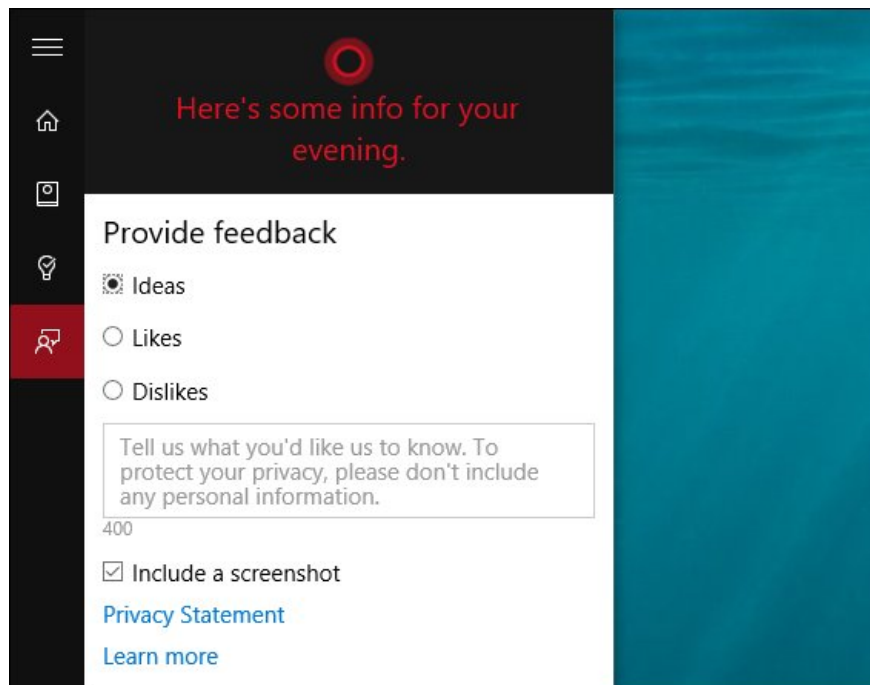 Here's some info for your
evening.
Provide feedback
Ideas
Likes
Dislikes
Tell us what you'd like us to know. To
protect your privacy, please don't include
any personal information.
400
Include a screenshot
Privacy Statement
Learn more